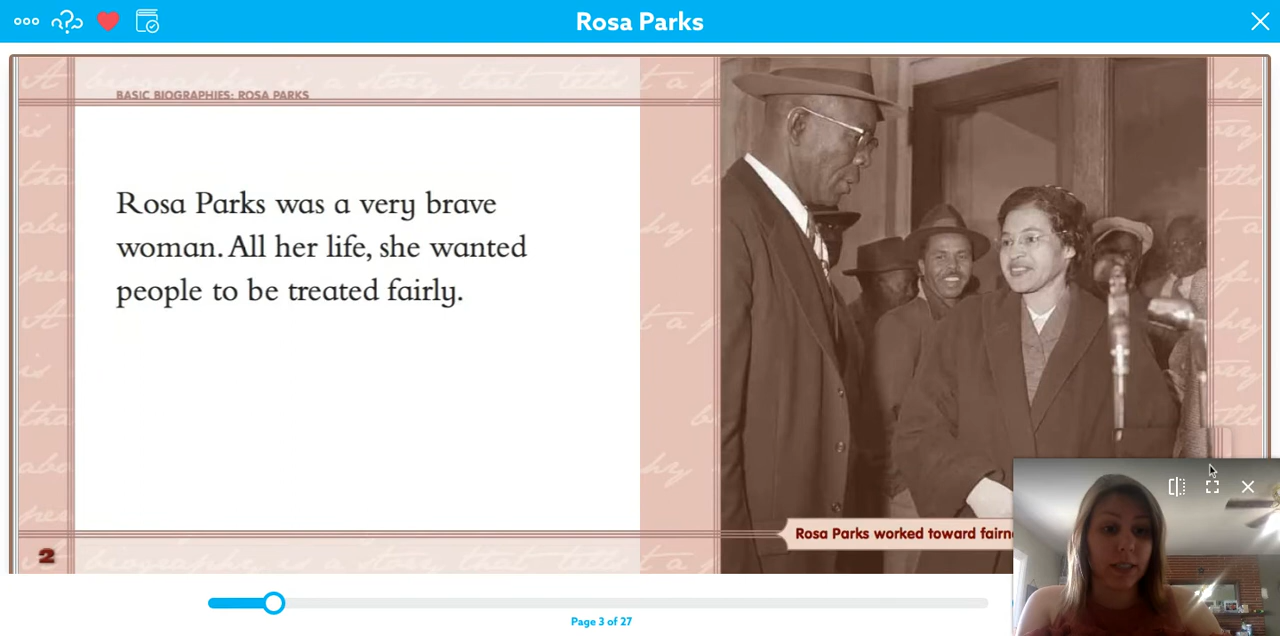 Rosa Parks
BASIC BIOGRAPHIES: ROSA PARKS
Rosa Parks was a very brave
woman. All her life, she wanted
people to be treated fairly.
Rosa Parks worked toward
2
Page 3 of 27